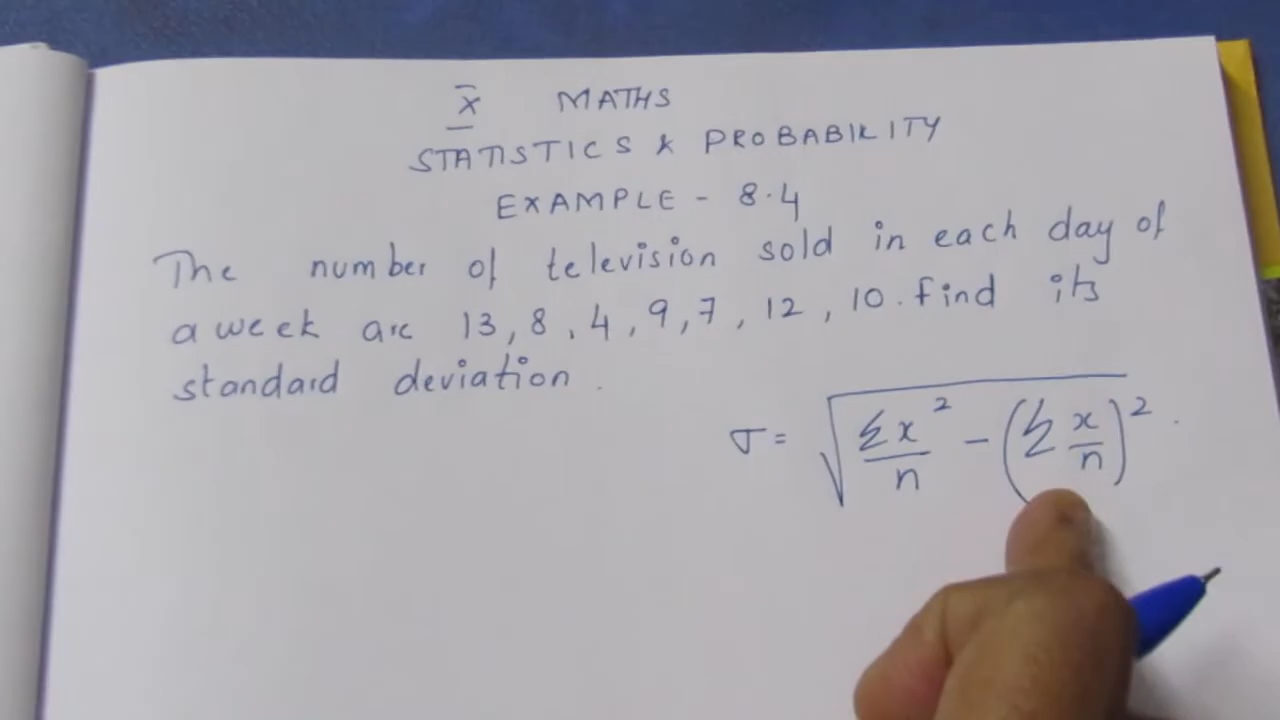 X MATHS
STATISTICS & PROBABILITY
EXAMPLE - 8.4
The number of television sold in each day of
a week are 13, 8, 4, 9, 7, 12, 10. find its
standard deviation.
σ = √(Σx²/n - (Σx/n)²).